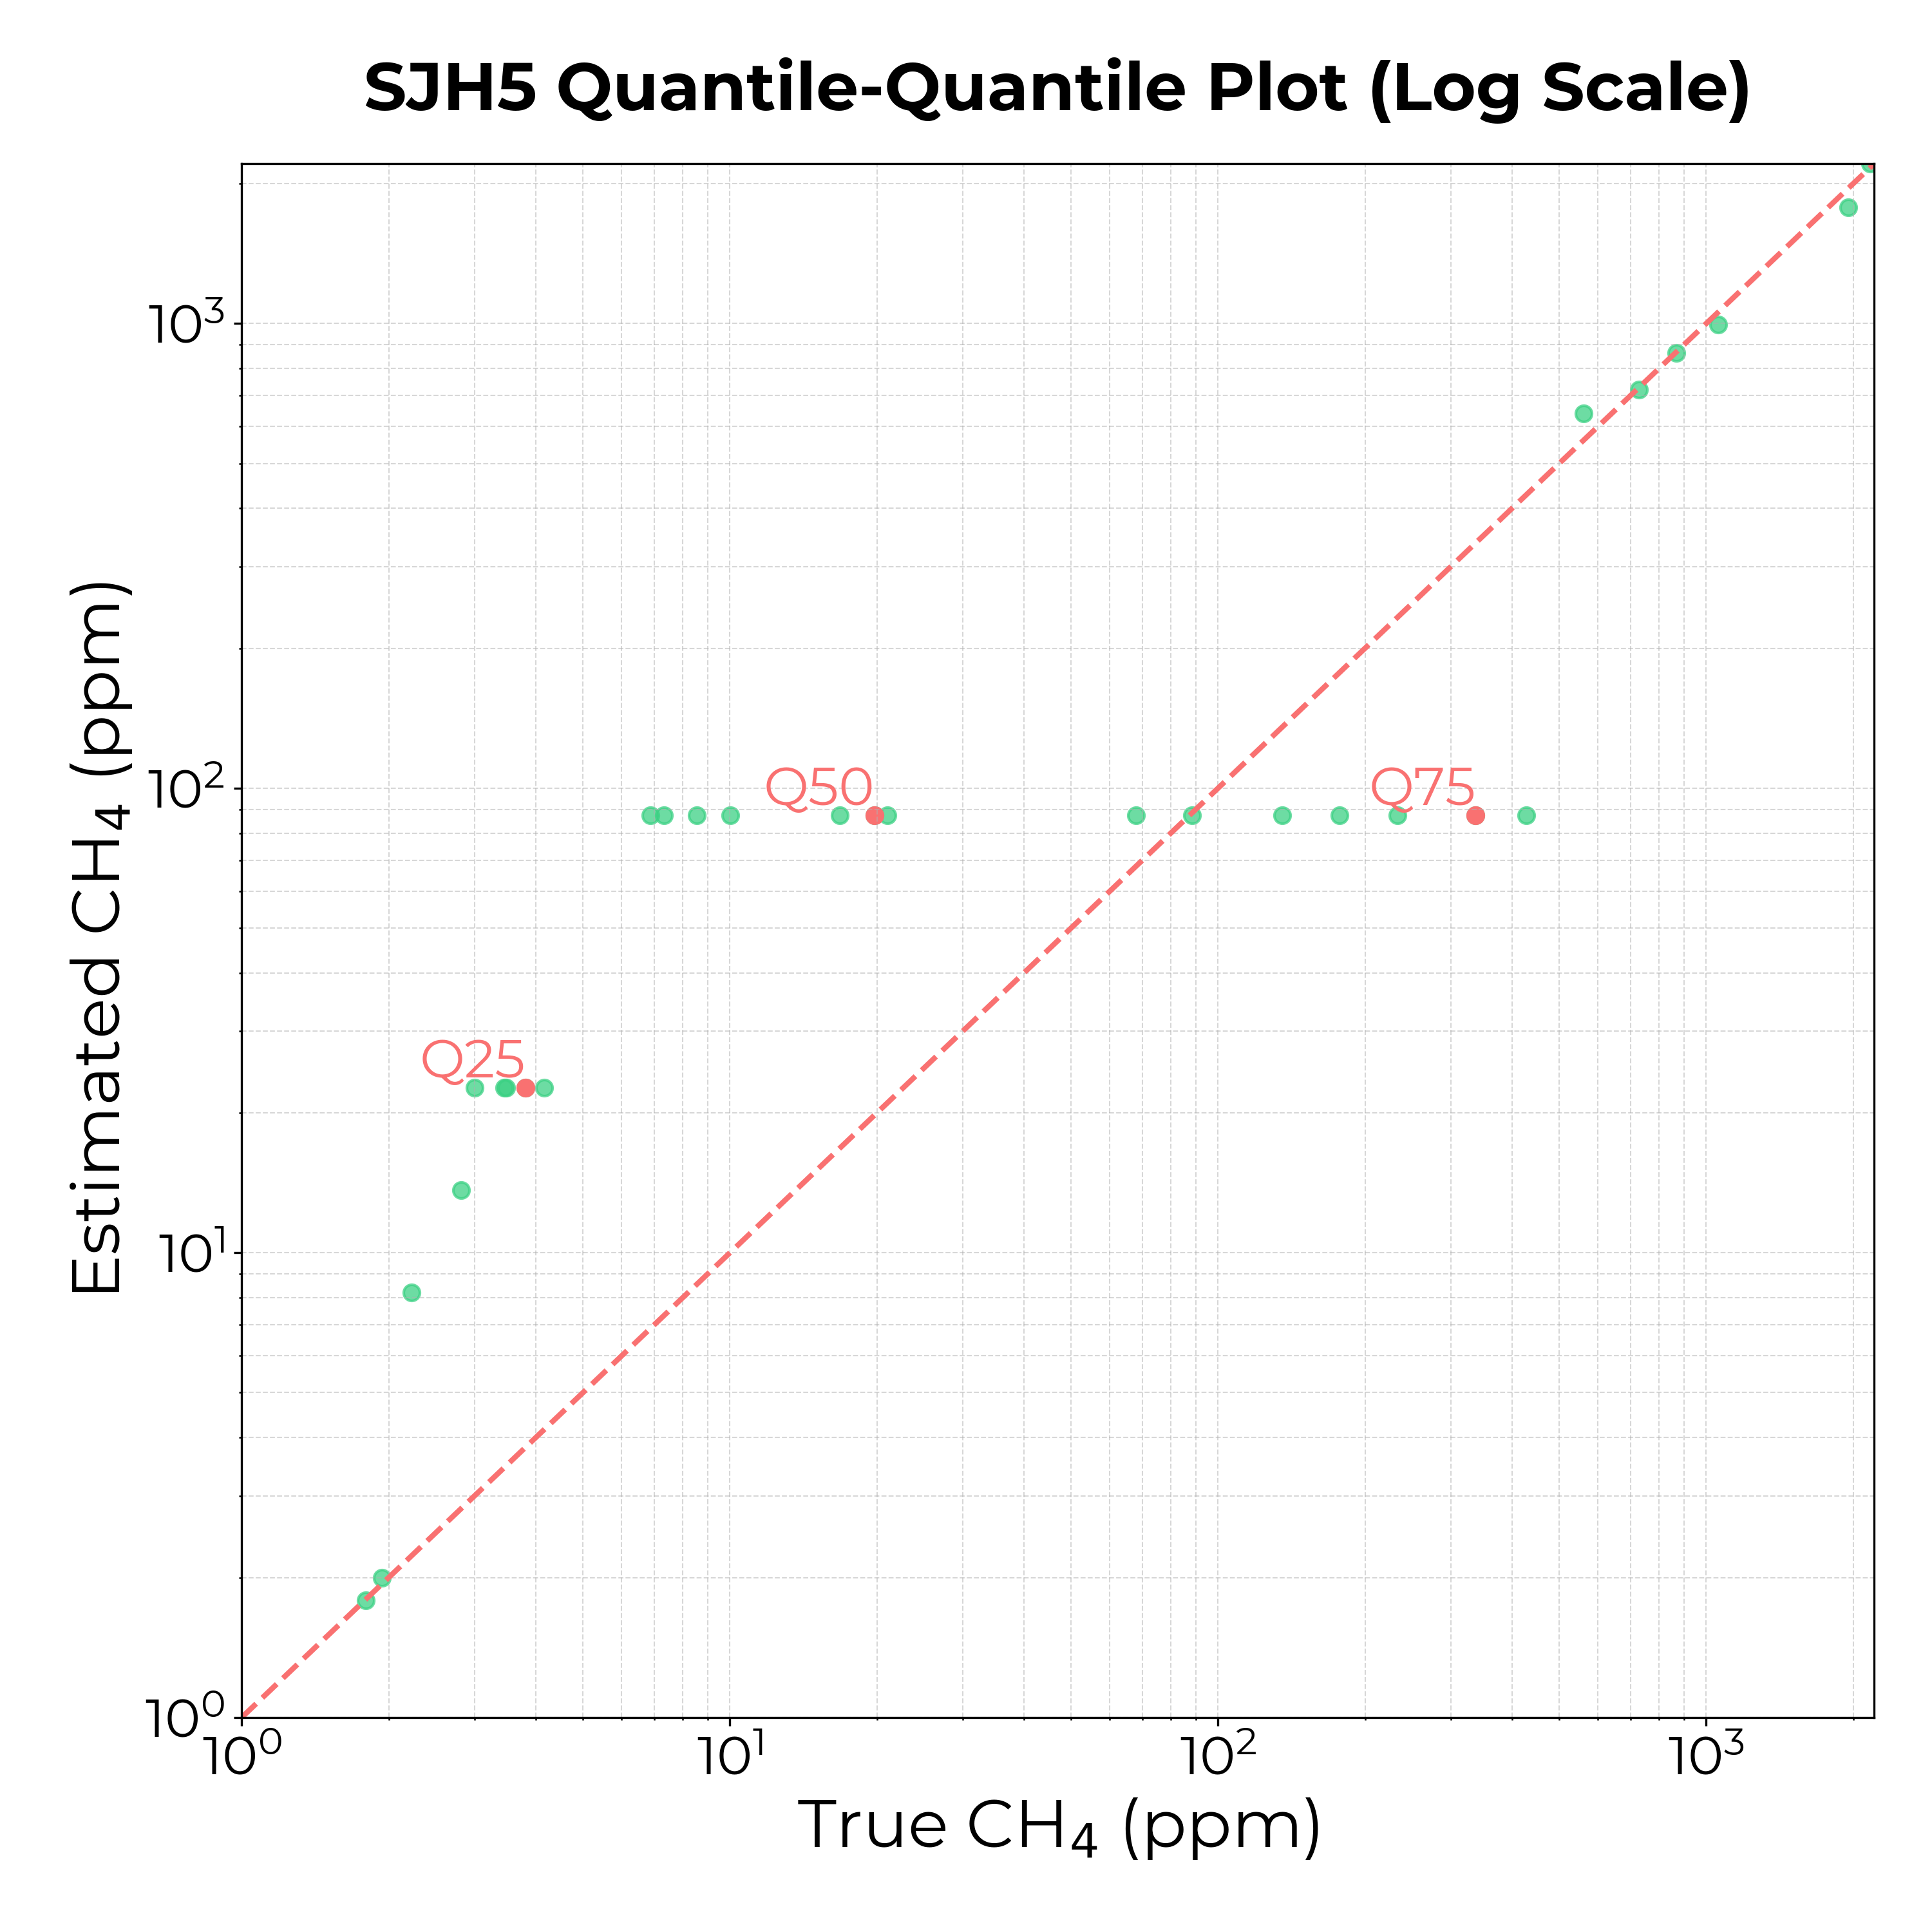 SJH5 Quantile-Quantile Plot (Log Scale)
Estimated CH₄ (ppm)
10³
10²
10¹
10⁰
Q50
Q75
Q25
10⁰ 10¹ 10² 10³
True CH₄ (ppm)